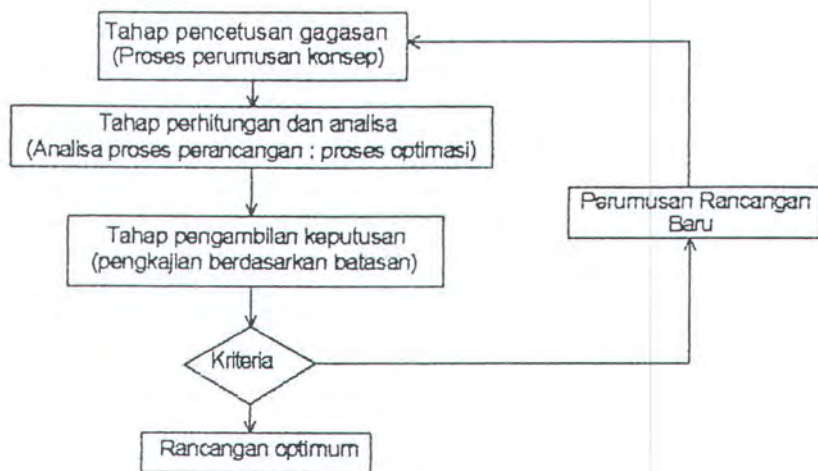 Tahap pencetusan gagasan
(Proses perumusan konsep)
Tahap perhitungan dan analisa
(Analisa proses perancangan ; proses optimasi)
Tahap pengambilan keputusan
(pengkajian berdasarkan batasan)
Perumusan Rancangan
Baru
Kriteria
Rancangan optimum